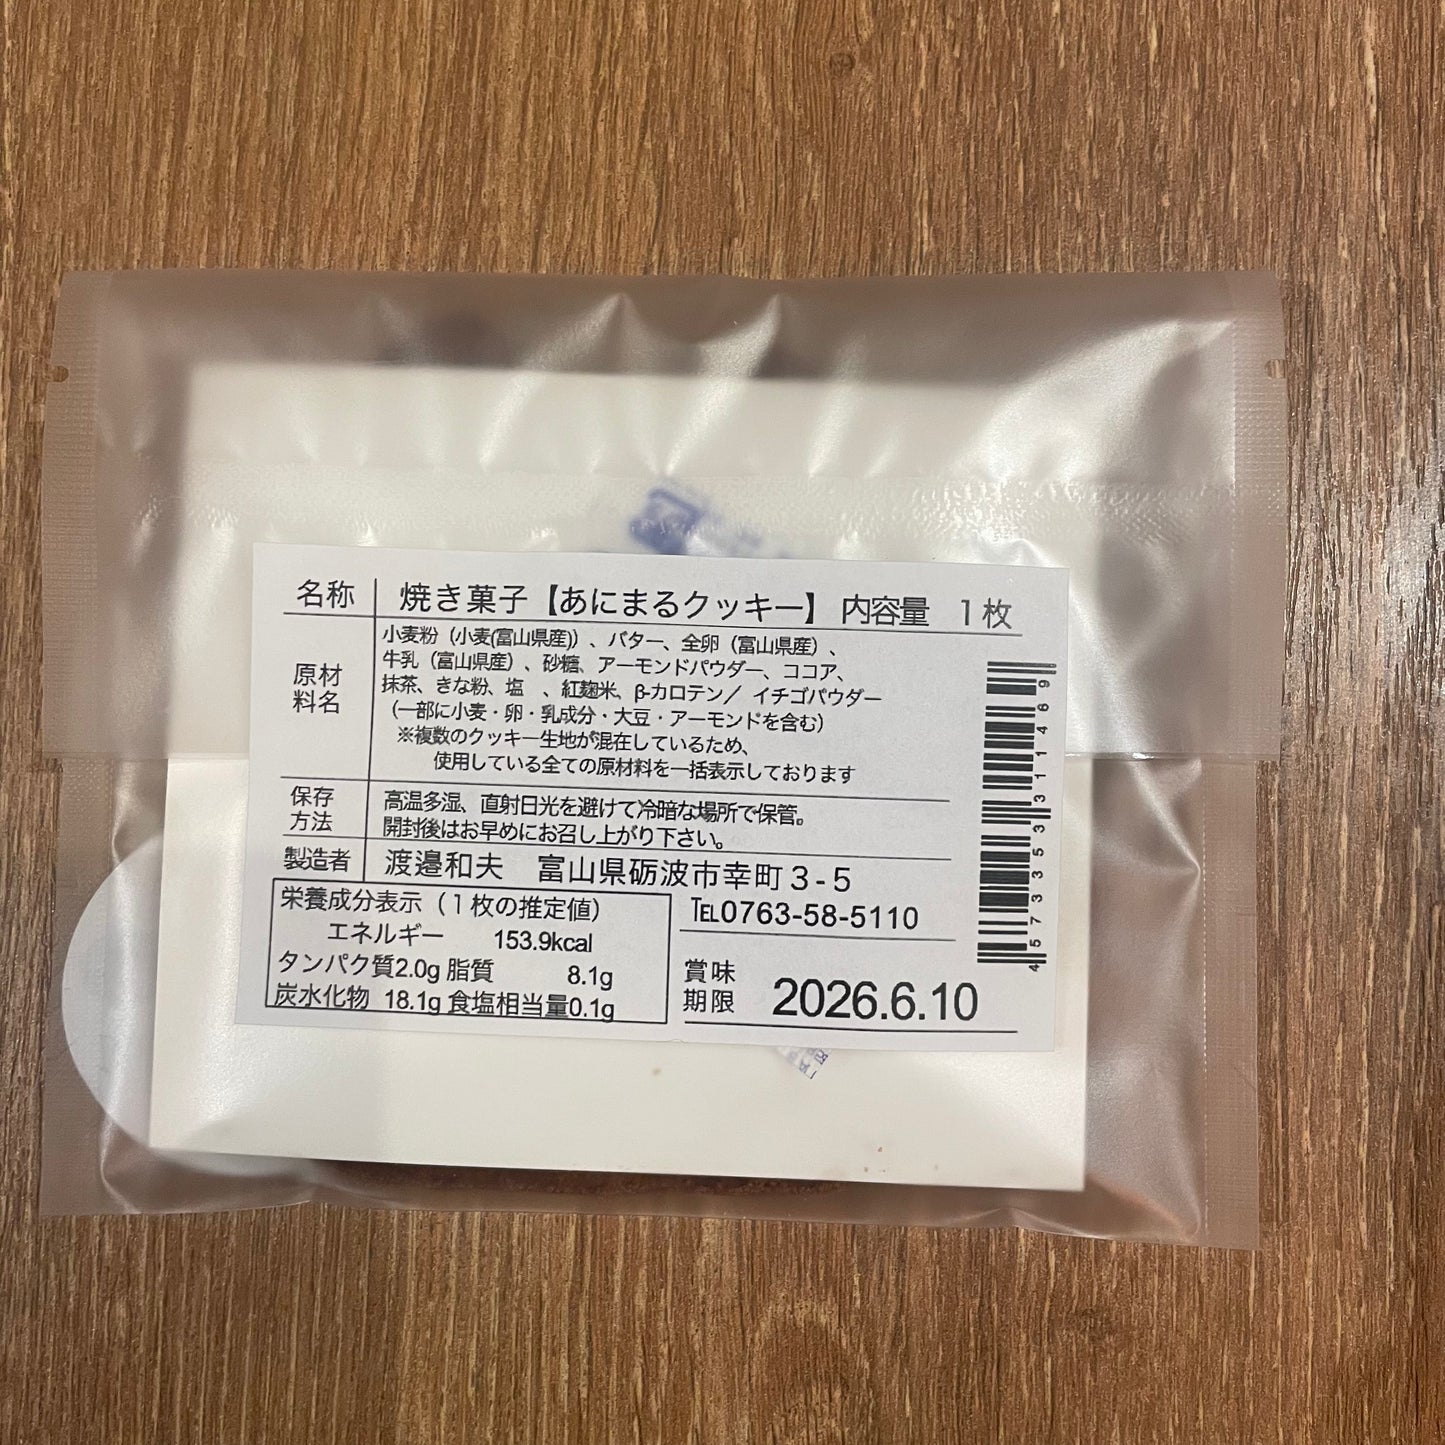 名称 焼き菓子【あにまるクッキー】 内容量 1枚
原材料名
小麦粉（小麦(富山県産)）、バター、全卵（富山県産）、
牛乳（富山県産）、砂糖、アーモンドパウダー、ココア、
抹茶、きな粉、塩 、紅麹米、β-カロテン／ イチゴパウダー
（一部に小麦・卵・乳成分・大豆・アーモンドを含む）
※複数のクッキー生地が混在しているため、
使用している全ての原材料を一括表示しております
保存方法
高温多湿、直射日光を避けて冷暗な場所で保管。
開封後はお早めにお召し上がり下さい。
製造者 渡邉和夫 富山県砺波市幸町3-5
℡0763-58-5110
栄養成分表示（1枚の推定値）
エネルギー 153.9kcal
タンパク質2.0g 脂質 8.1g
炭水化物 18.1g 食塩相当量0.1g
賞味期限 2026.6.10
4573353311469